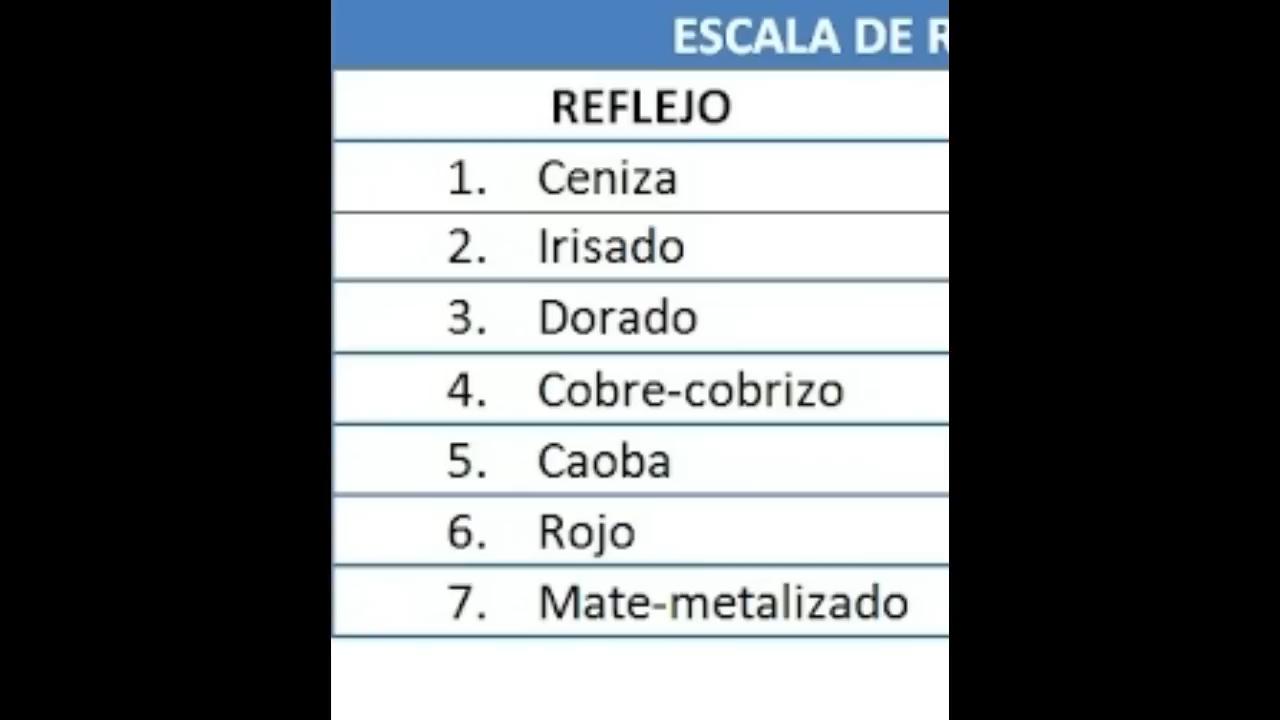 ESCALA DE R
REFLEJO
1. Ceniza
2. Irisado
3. Dorado
4. Cobre-cobrizo
5. Caoba
6. Rojo
7. Mate-metalizado